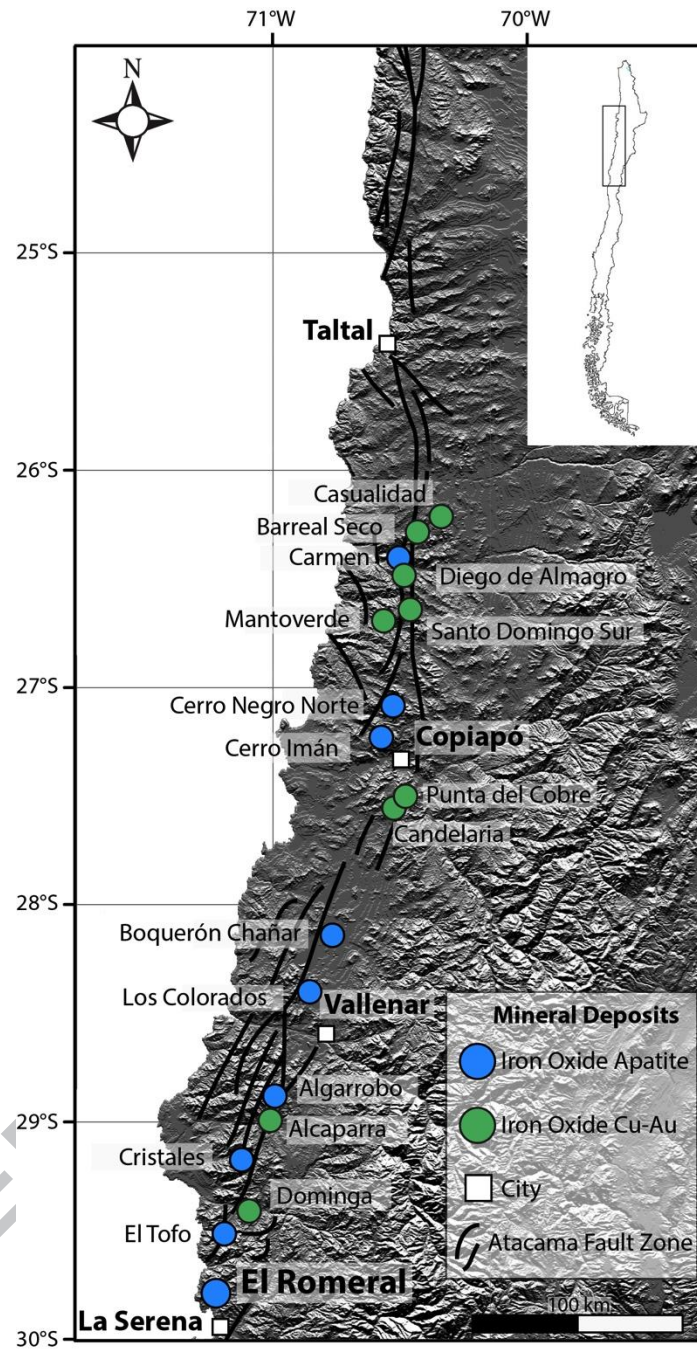 71°W
70°W
N
25°S
Taltal
26°S
Casualidad
Barreal Seco
Carmen
Diego de Almagro
Mantoverde
Santo Domingo Sur
27°S
Cerro Negro Norte
Cerro Imán
Copiapó
Punta del Cobre
Candelaria
28°S
Boquerón Chañar
Los Colorados
Vallenar
Algarrobo
29°S
Alcaparra
Cristales
Dominga
El Tofo
El Romeral
La Serena
30°S
Mineral Deposits
Iron Oxide Apatite
Iron Oxide Cu-Au
City
Atacama Fault Zone
100 km